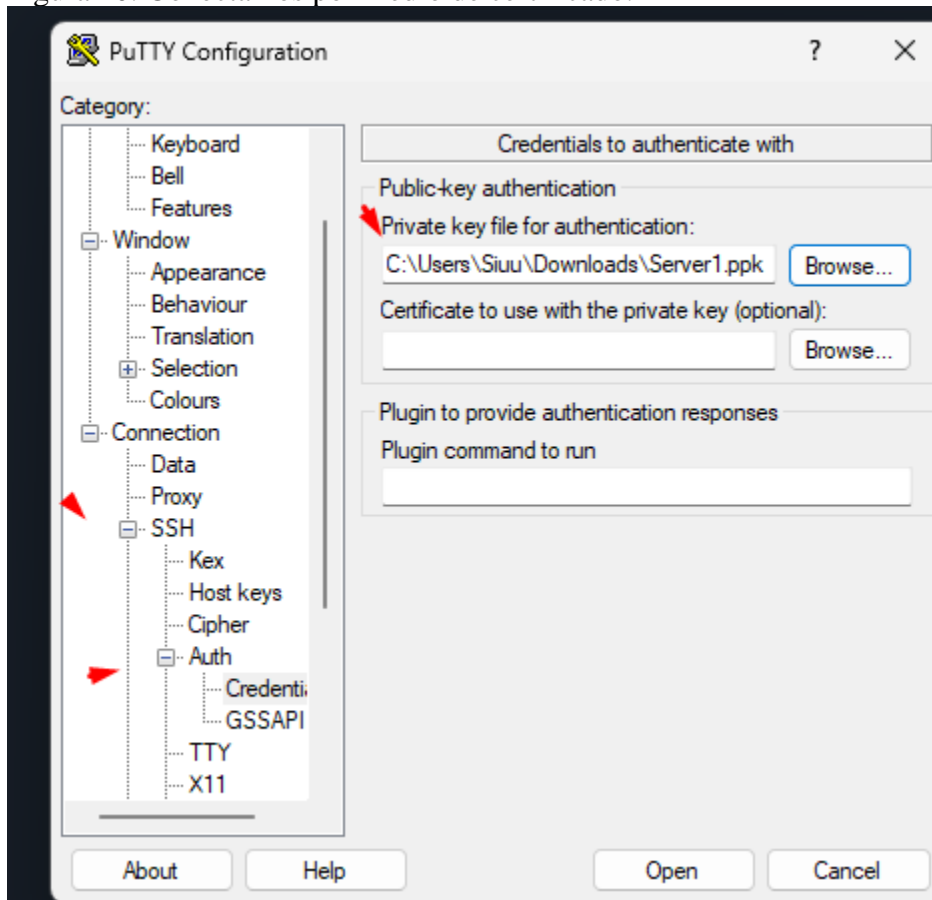 PuTTY Configuration
?
Category:
Keyboard
Bell
Features
Window
Appearance
Behaviour
Translation
Selection
Colours
Connection
Data
Proxy
SSH
Kex
Host keys
Cipher
Auth
Credenti
GSSAPI
TTY
X11
Credentials to authenticate with
Public-key authentication
Private key file for authentication:
C:\Users\Siuu\Downloads\Server1.ppk
Browse...
Certificate to use with the private key (optional):
Browse...
Plugin to provide authentication responses
Plugin command to run
About
Help
Open
Cancel